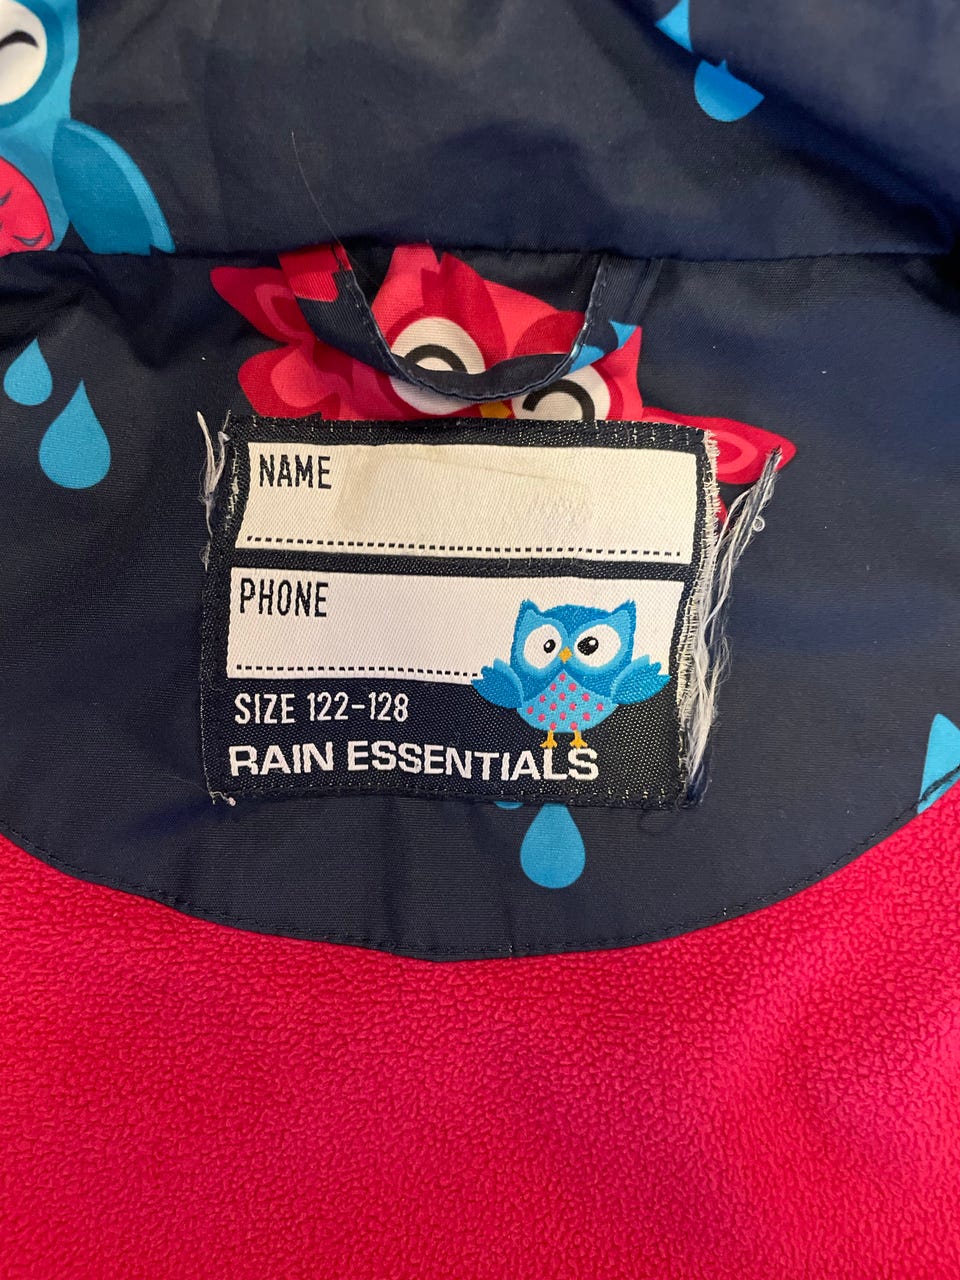 NAME
PHONE
SIZE 122-128
RAIN ESSENTIALS